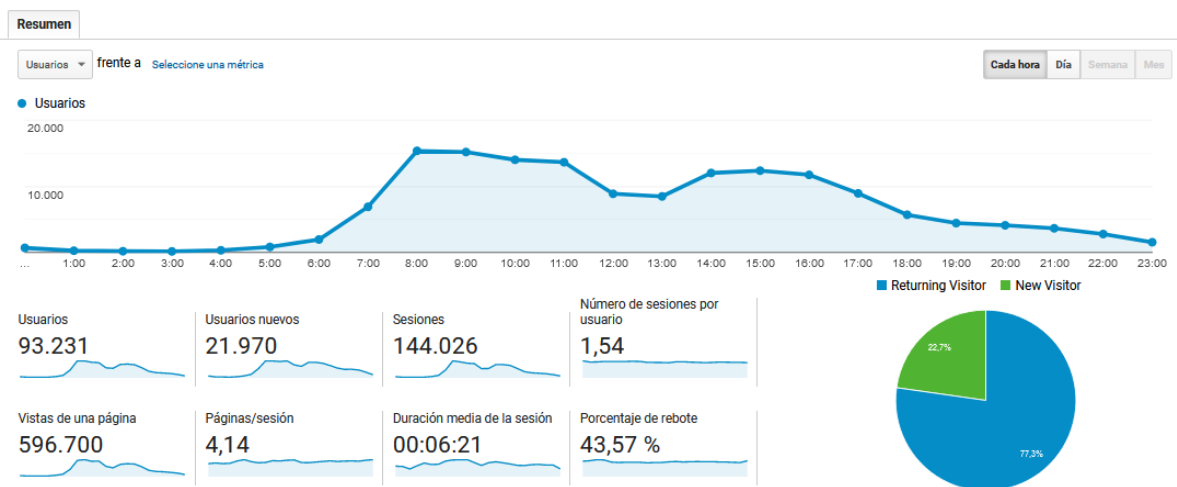 Resumen
Usuarios frente a Seleccione una métrica
Cada hora Día Semana Mes
Usuarios
20.000
10.000
... 1:00 2:00 3:00 4:00 5:00 6:00 7:00 8:00 9:00 10:00 11:00 12:00 13:00 14:00 15:00 16:00 17:00 18:00 19:00 20:00 21:00 22:00 23:00
Returning Visitor New Visitor
Usuarios
93.231
Usuarios nuevos
21.970
Sesiones
144.026
Número de sesiones por
usuario
1,54
Vistas de una página
596.700
Páginas/sesión
4,14
Duración media de la sesión
00:06:21
Porcentaje de rebote
43,57 %
22,7%
77,3%